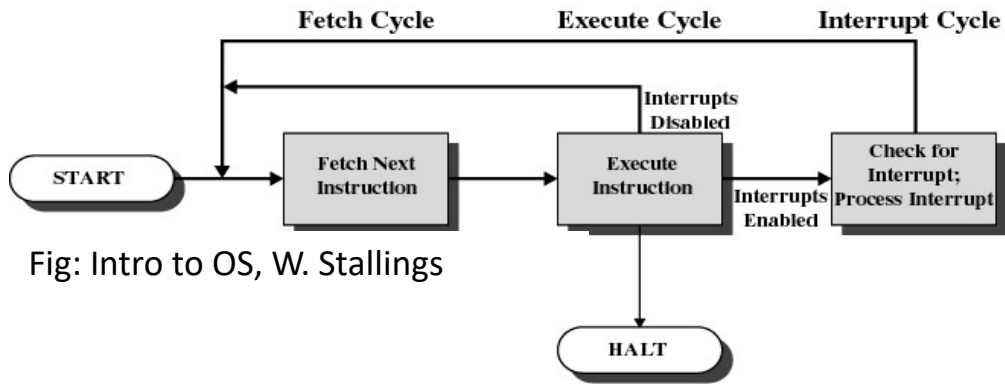 Fetch Cycle
Execute Cycle
Interrupt Cycle
START
Fetch Next
Instruction
Execute
Instruction
Interrupts
Disabled
Interrupts
Enabled
Check for
Interrupt;
Process Interrupt
Fig: Intro to OS, W. Stallings
HALT